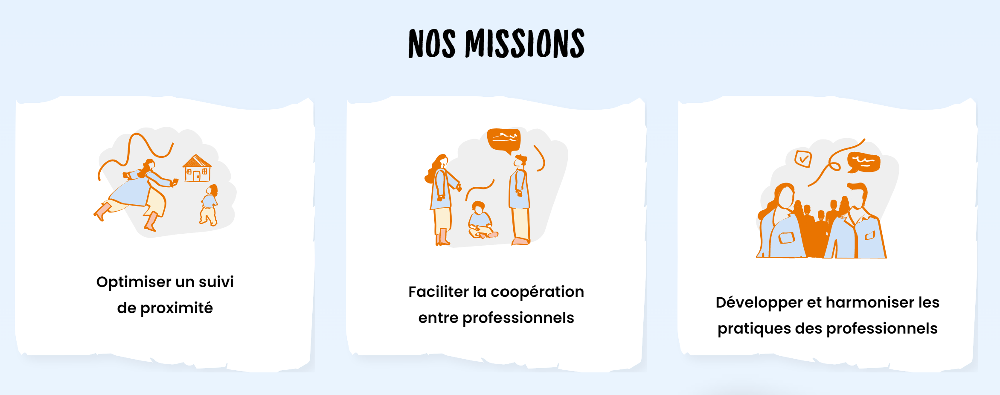 NOS MISSIONS
Optimiser un suivi
de proximité
Faciliter la coopération
entre professionnels
Développer et harmoniser les
pratiques des professionnels